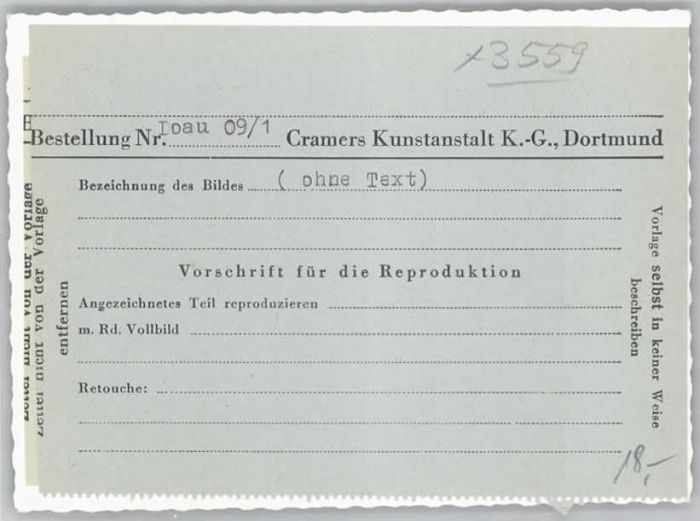 x3559
Bestellung Nr. Ioau 09/1 Cramers Kunstanstalt K.-G., Dortmund
Bezeichnung des Bildes ( ohne Text)
Vorschrift für die Reproduktion
Angezeichnetes Teil reproduzieren
m. Rd. Vollbild
Retouche:
Zettel nicht von der Vorlage
Zettel nicht von der Vorlage
entfernen
Vorlage selbst in keiner Weise
beschreiben
18,-